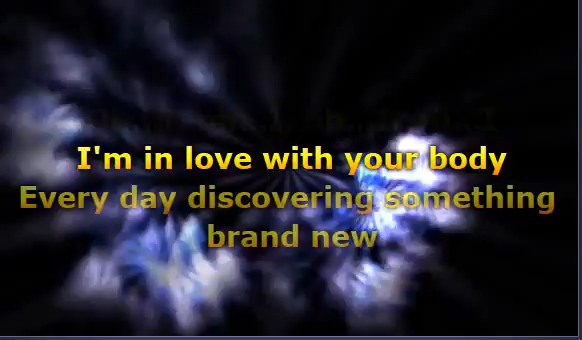 I'm in love with your body
Every day discovering something
brand new